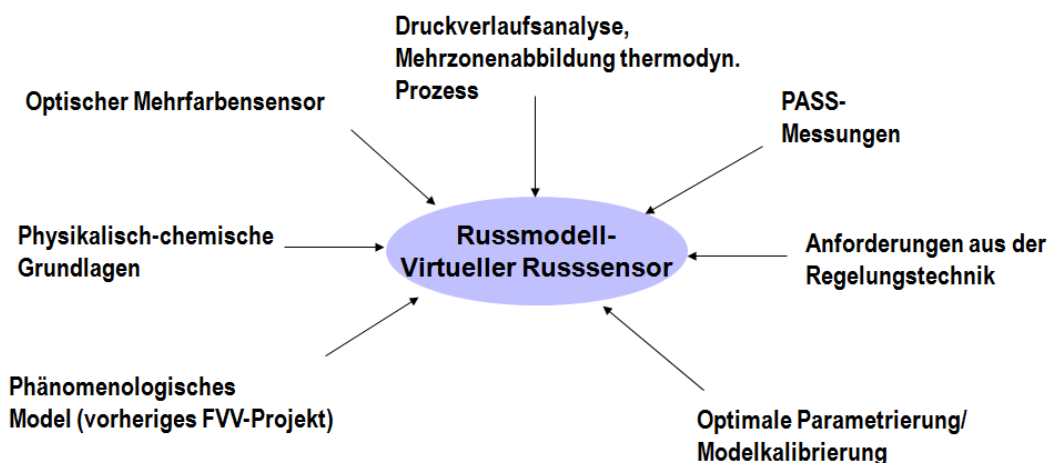 Druckverlaufsanalyse,
Mehrzonenabbildung thermodyn.
Prozess
Optischer Mehrfarbensensor
PASS-
Messungen
Physikalisch-chemische
Grundlagen
Russmodell-
Virtueller Russsensor
Anforderungen aus der
Regelungstechnik
Phänomenologisches
Model (vorheriges FVV-Projekt)
Optimale Parametrierung/
Modelkalibrierung